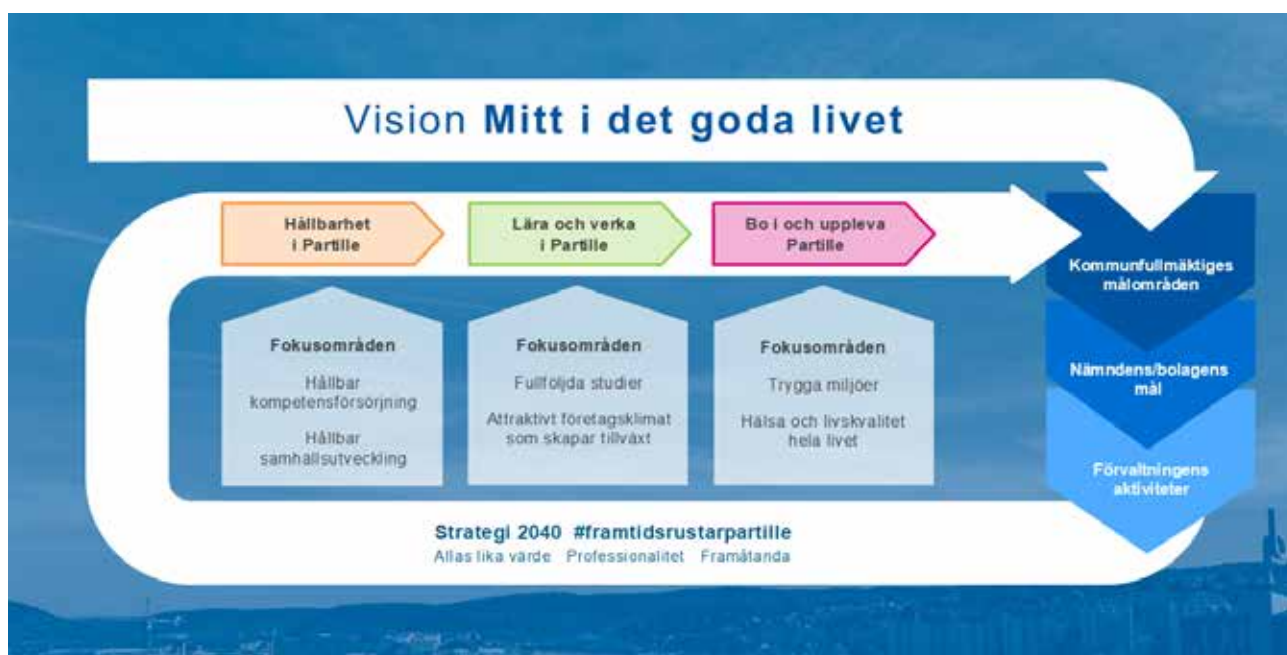 Vision Mitt i det goda livet
Hållbarhet
i Partille
Lära och verka
i Partille
Bo i och uppleva
Partille
Kommunfullmäktiges
målområden
Fokusområden
Hållbar
kompetensförsörjning
Hållbar
samhällsutveckling
Fokusområden
Fullföljda studier
Attraktivt företagsklimat
som skapar tillväxt
Fokusområden
Trygga miljöer
Hälsa och livskvalitet
hela livet
Nämndens/bolagens
mål
Förvaltningens
aktiviteter
Strategi 2040 #framtidsrustarpartille
Allas lika värde Professionalitet Framåtanda